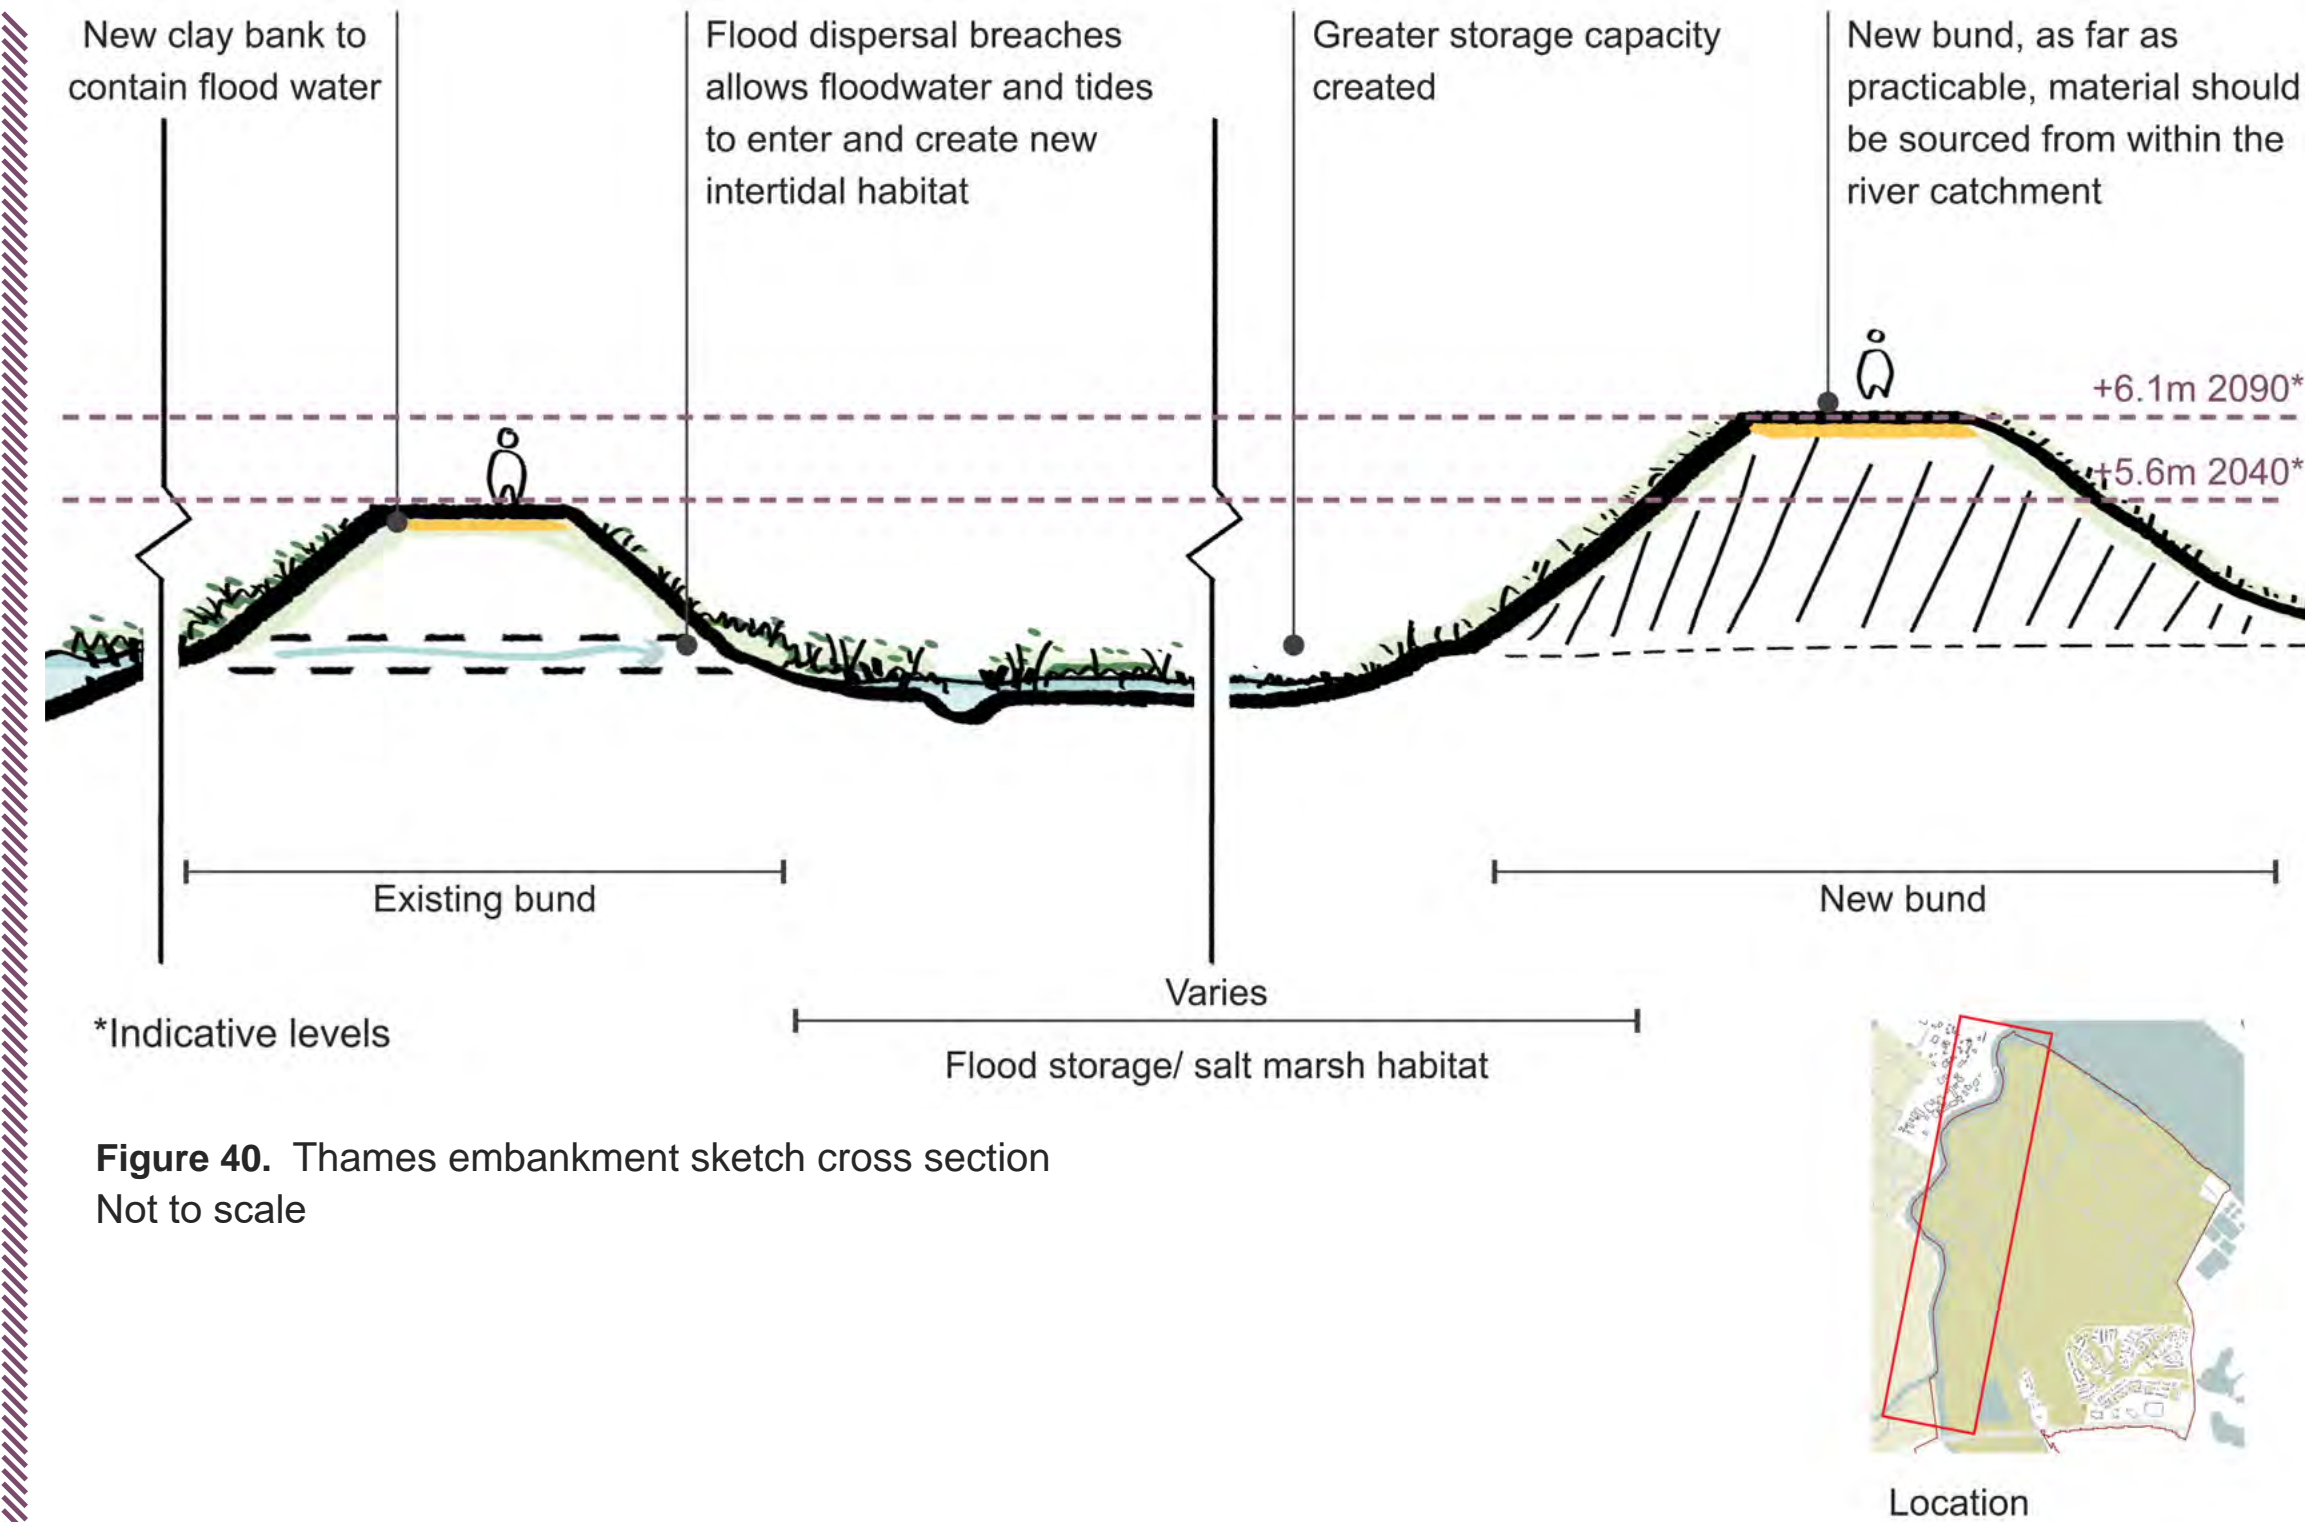 New clay bank to
contain flood water
Flood dispersal breaches
allows floodwater and tides
to enter and create new
intertidal habitat
Greater storage capacity
created
New bund, as far as
practicable, material should
be sourced from within the
river catchment
+6.1m 2090*
+5.6m 2040*
Existing bund
New bund
Varies
Flood storage/ salt marsh habitat
*Indicative levels
Figure 40. Thames embankment sketch cross section
Not to scale
Location